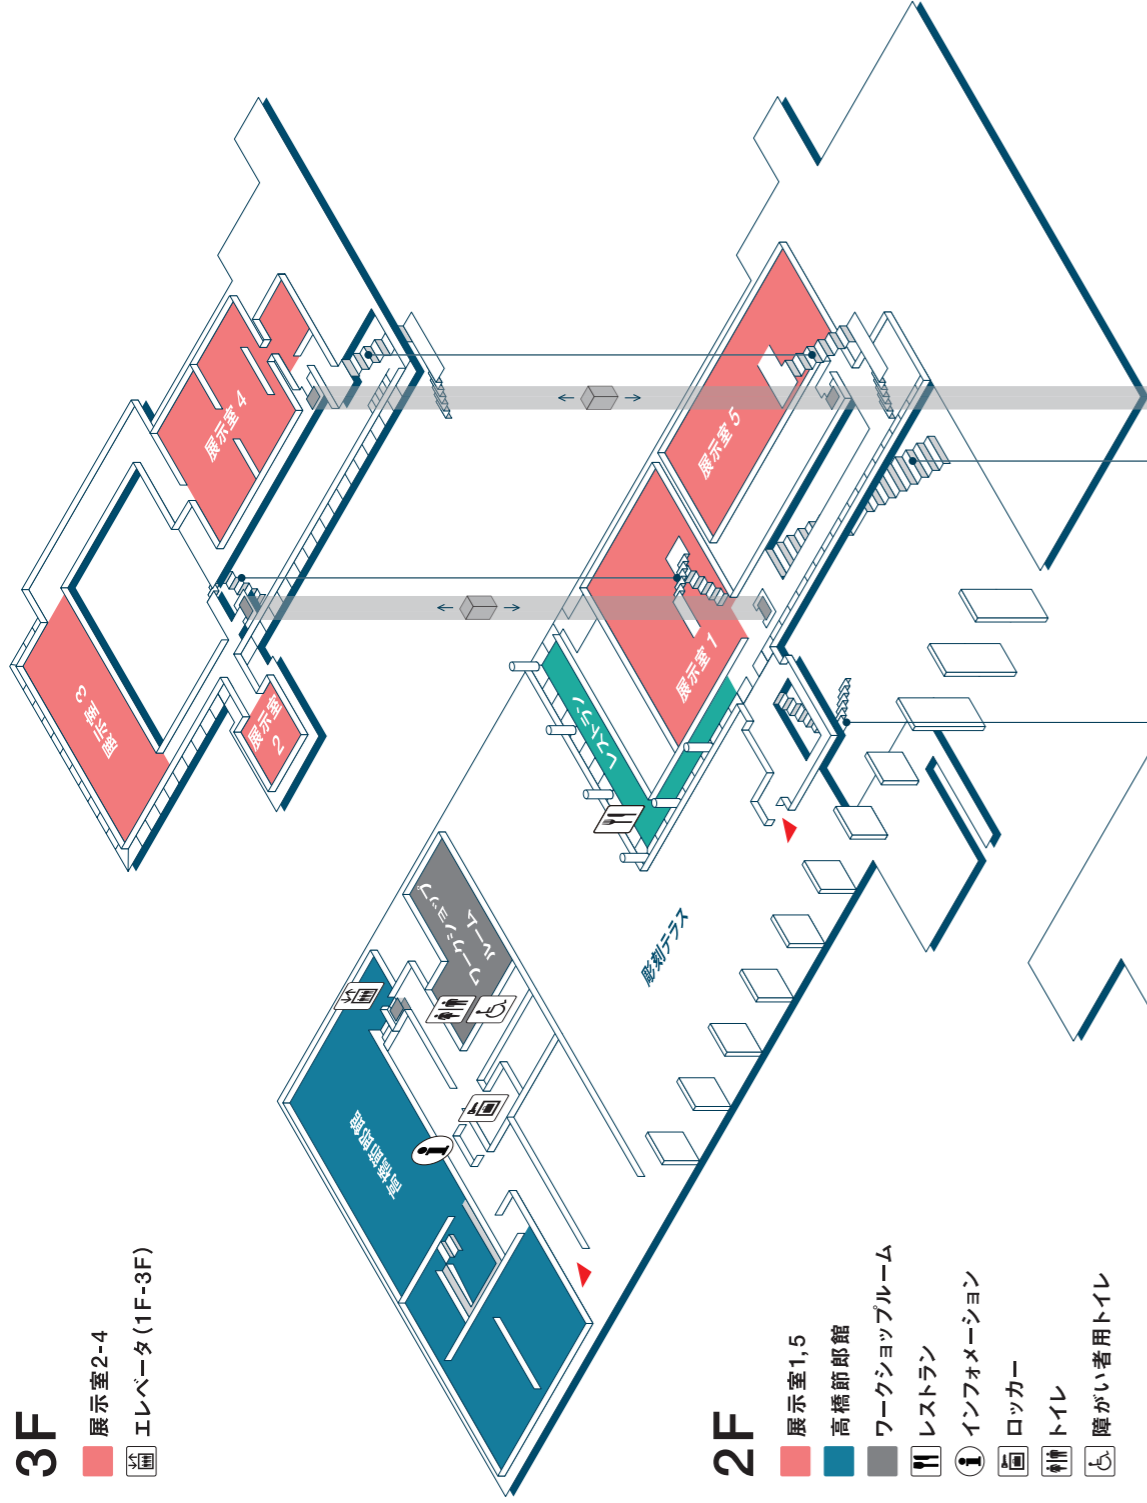 3F
展示室2-4
エレベータ(1F-3F)
展示室 3
展示室
2
展示室 4
2F
展示室1,5
高橋節郎館
ワークショップルーム
レストラン
インフォメーション
ロッカー
トイレ
障がい者用トイレ
高橋節郎館
ワークショップ
ルーム
彫刻テラス
レストラン
展示室 1
展示室 5